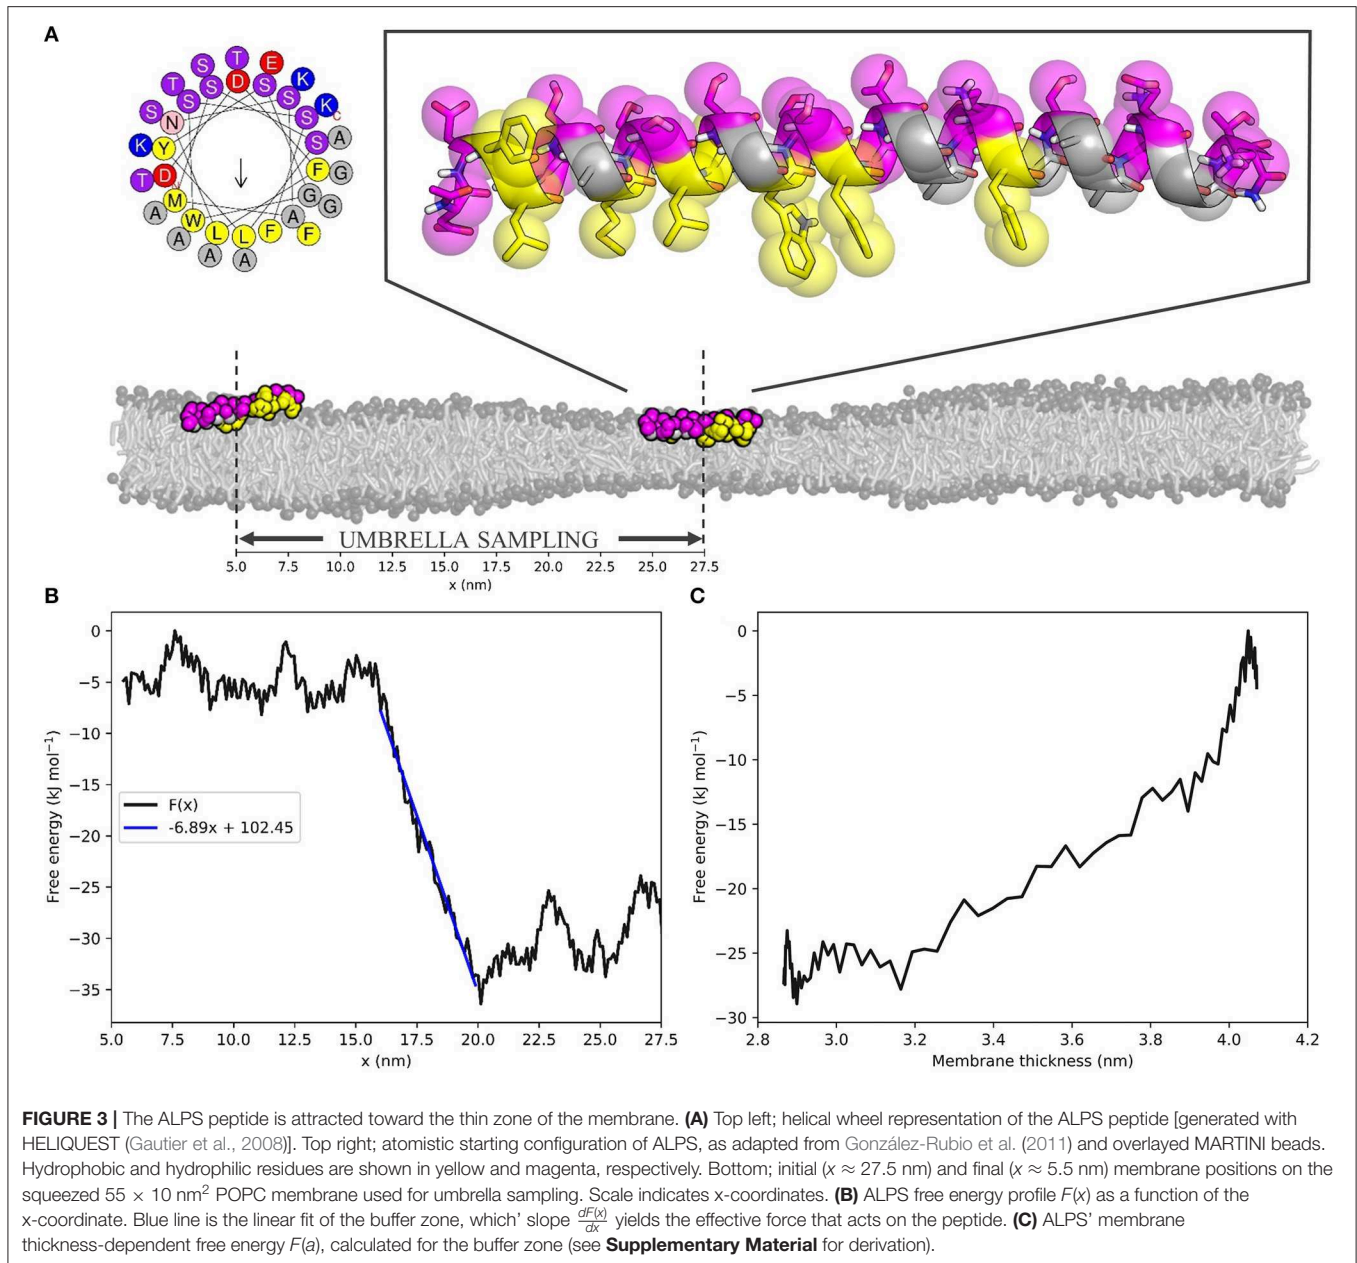 A
T
S
E
T
S
D
S
K
S
S
S
K
c
S
N
S
S
A
K
Y
F
G
T
D
G
M
G
A
W
A
A
L
L
F
F
A
A
UMBRELLA SAMPLING
5.0 7.5 10.0 12.5 15.0 17.5 20.0 22.5 25.0 27.5
x (nm)
B
0
−5
−10
−15
−20
−25
−30
−35
Free energy (kJ mol⁻¹)
F(x)
-6.89x + 102.45
5.0 7.5 10.0 12.5 15.0 17.5 20.0 22.5 25.0 27.5
x (nm)
C
0
−5
−10
−15
−20
−25
−30
Free energy (kJ mol⁻¹)
2.8 3.0 3.2 3.4 3.6 3.8 4.0 4.2
Membrane thickness (nm)
FIGURE 3 | The ALPS peptide is attracted toward the thin zone of the membrane. (A) Top left; helical wheel representation of the ALPS peptide [generated with
HELIQUEST (Gautier et al., 2008)]. Top right; atomistic starting configuration of ALPS, as adapted from González-Rubio et al. (2011) and overlayed MARTINI beads.
Hydrophobic and hydrophilic residues are shown in yellow and magenta, respectively. Bottom; initial (x ≈ 27.5 nm) and final (x ≈ 5.5 nm) membrane positions on the
squeezed 55 × 10 nm² POPC membrane used for umbrella sampling. Scale indicates x-coordinates. (B) ALPS free energy profile F(x) as a function of the
x-coordinate. Blue line is the linear fit of the buffer zone, which' slope dF(x)/dx yields the effective force that acts on the peptide. (C) ALPS' membrane
thickness-dependent free energy F(a), calculated for the buffer zone (see Supplementary Material for derivation).